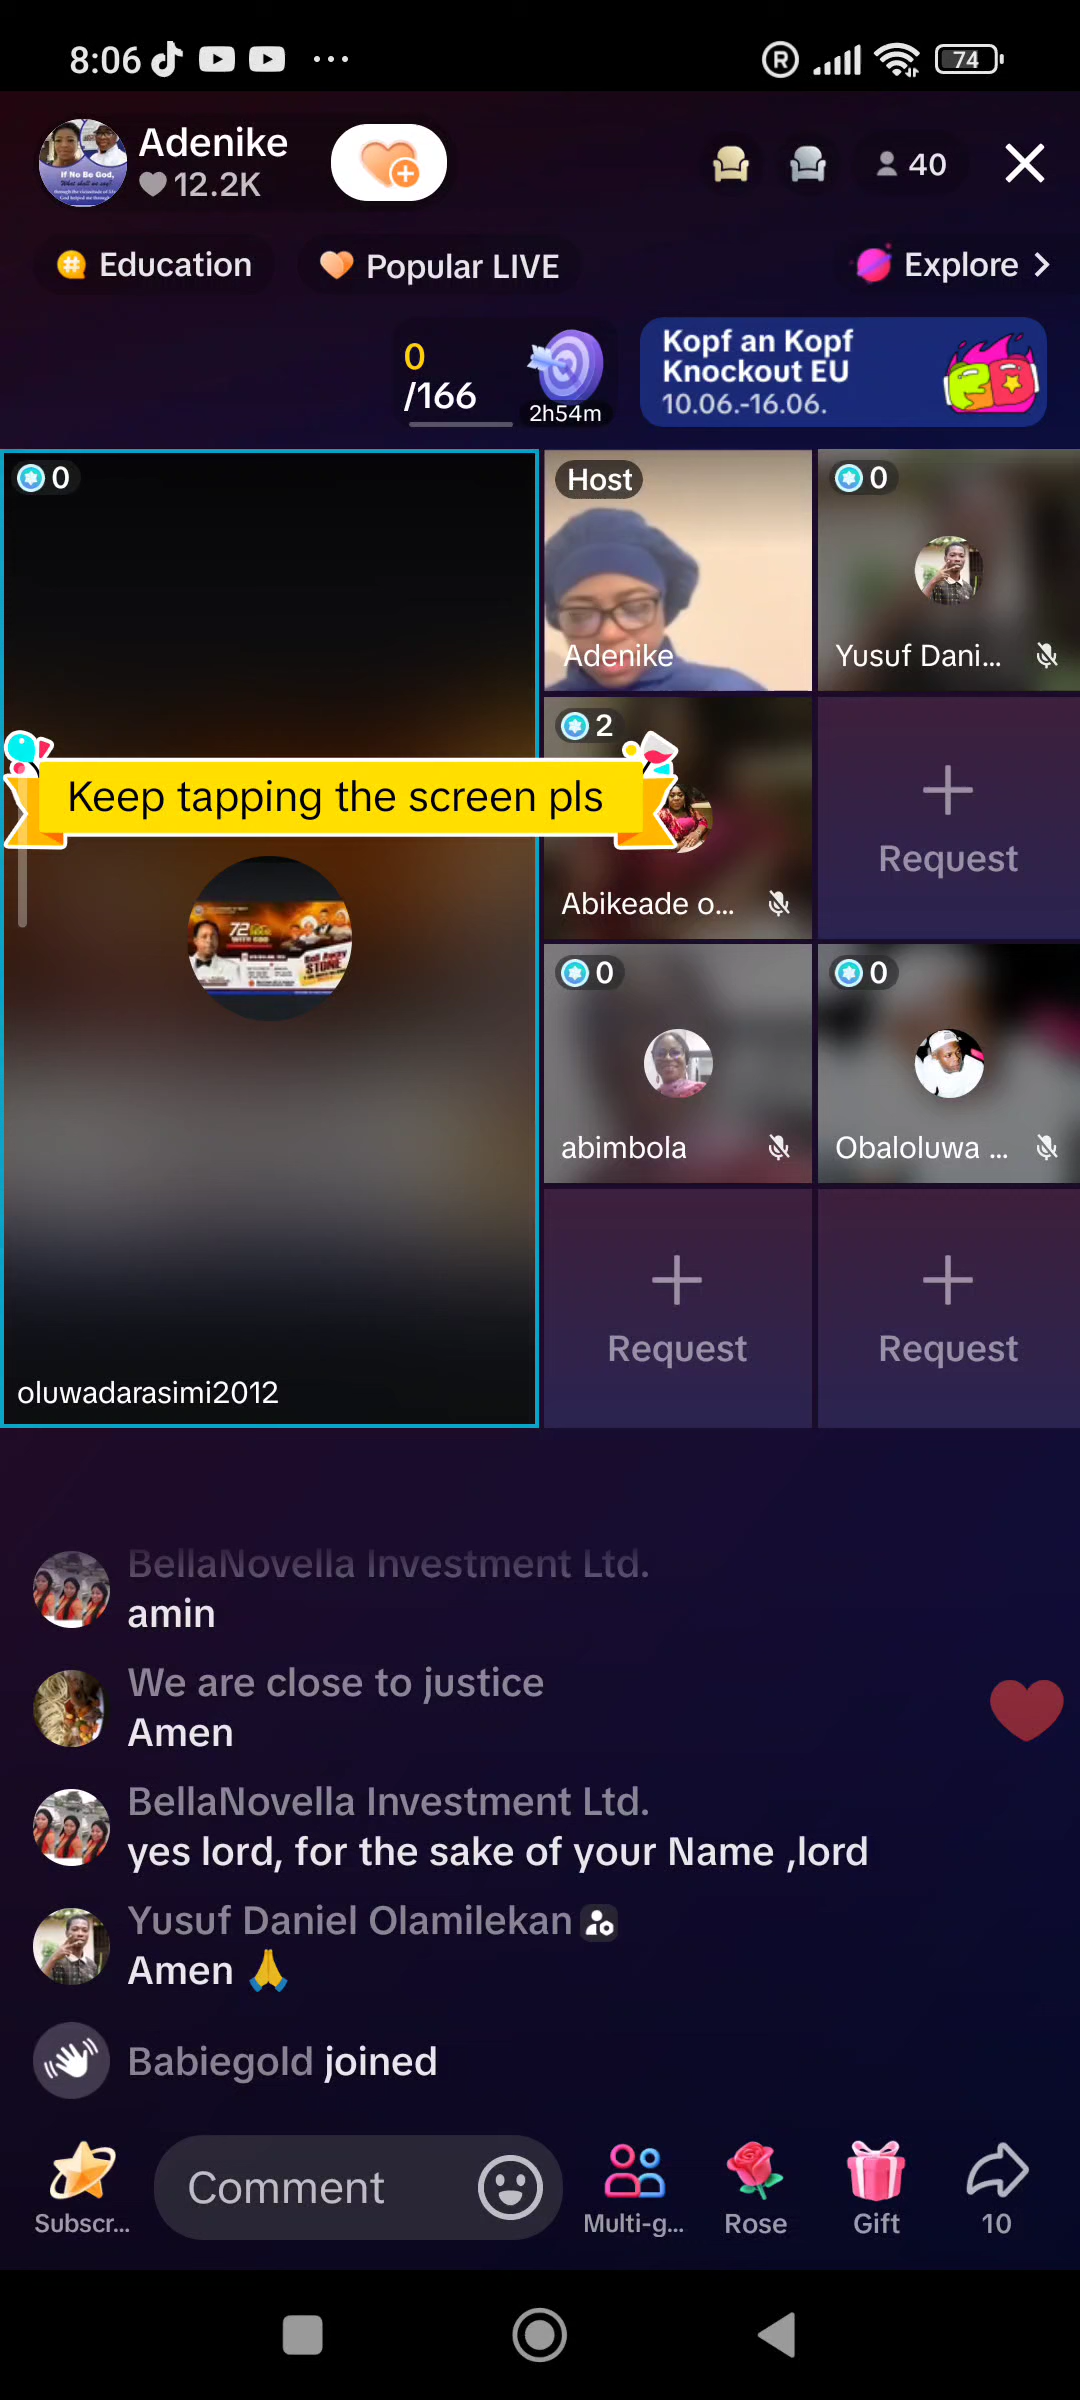 8:06
74
Adenike
12.2K
40
Education
Popular LIVE
Explore
0
/166
2h54m
Kopf an Kopf
Knockout EU
10.06.-16.06.
0
Host
0
Adenike
Yusuf Dani...
2
Keep tapping the screen pls
Abikeade o...
Request
72
0
0
abimbola
Obaloluwa ...
Request
Request
oluwadarasimi2012
BellaNovella Investment Ltd.
amin
We are close to justice
Amen
BellaNovella Investment Ltd.
yes lord, for the sake of your Name ,lord
Yusuf Daniel Olamilekan
Amen 🙏
Babiegold joined
Subscr...
Comment
Multi-g...
Rose
Gift
10